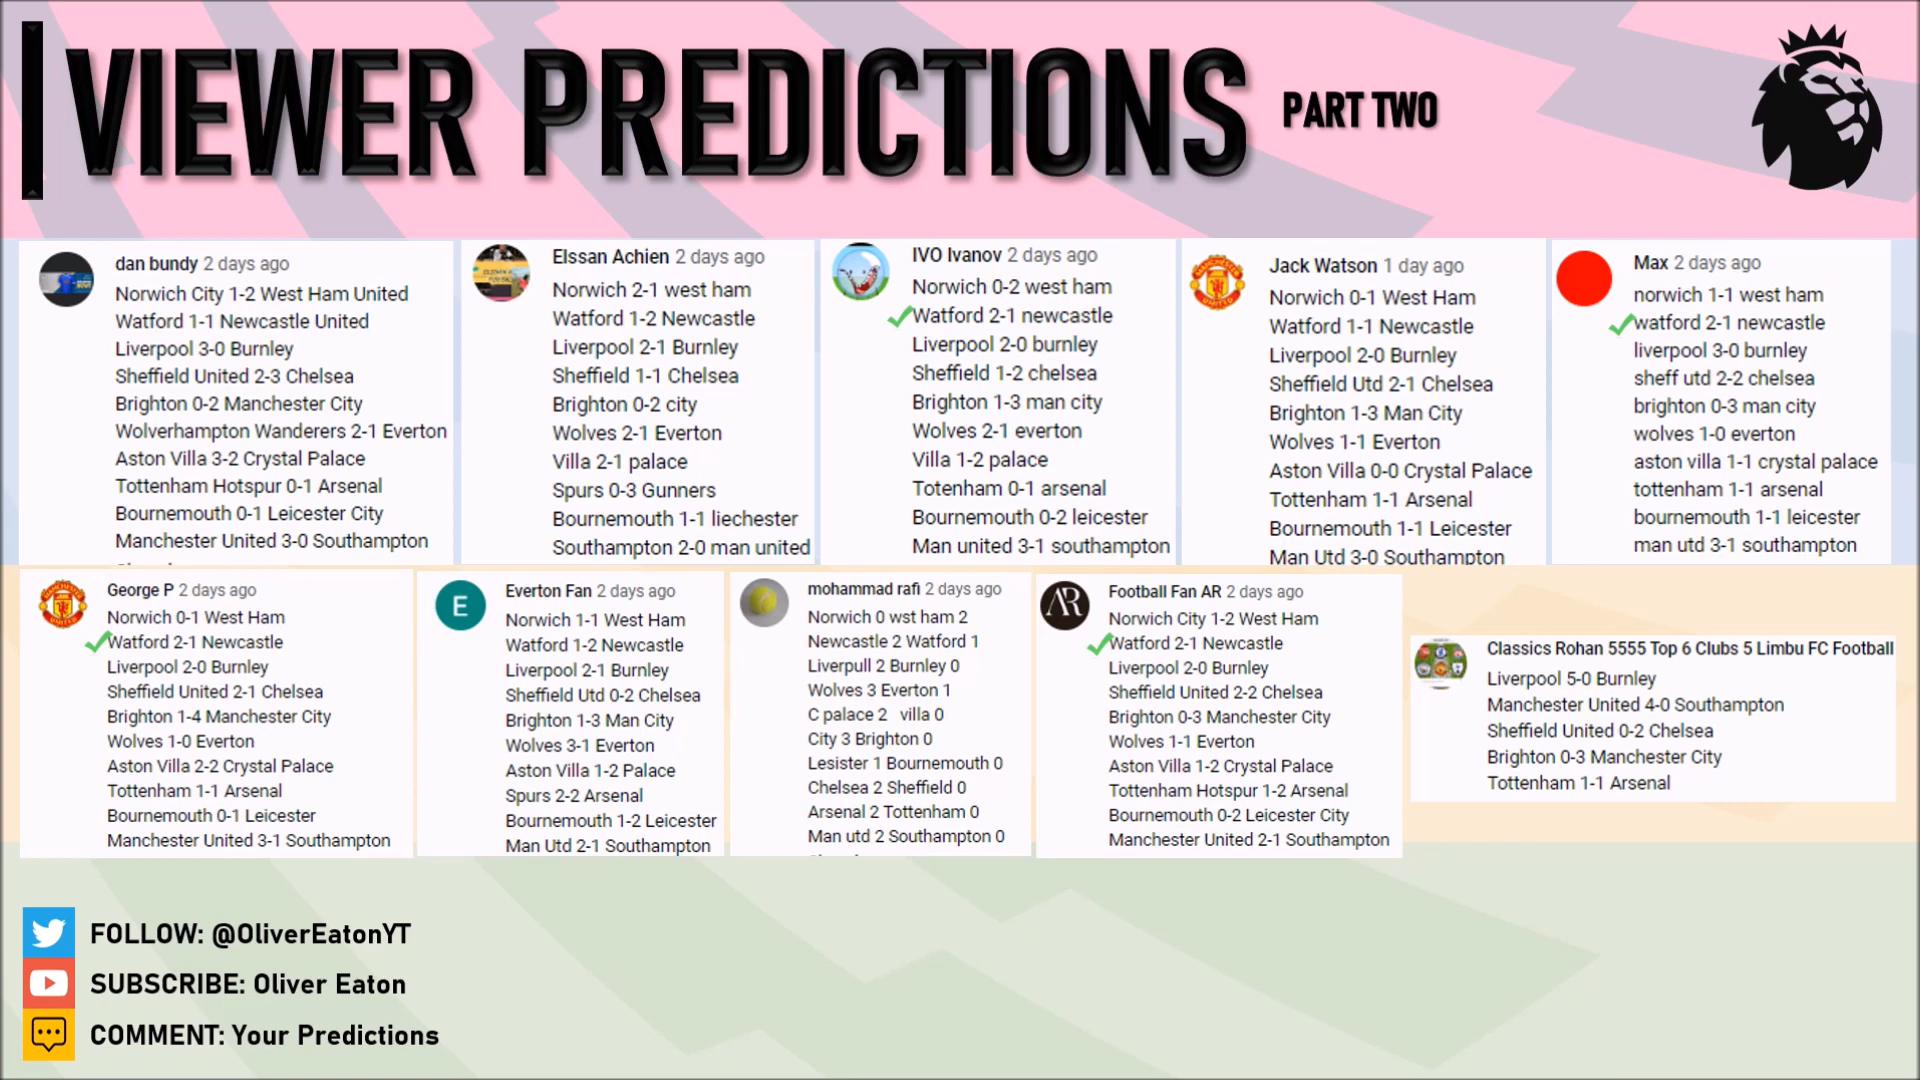 VIEWER PREDICTIONS PART TWO
dan bundy 2 days ago
Norwich City 1-2 West Ham United
Watford 1-1 Newcastle United
Liverpool 3-0 Burnley
Sheffield United 2-3 Chelsea
Brighton 0-2 Manchester City
Wolverhampton Wanderers 2-1 Everton
Aston Villa 3-2 Crystal Palace
Tottenham Hotspur 0-1 Arsenal
Bournemouth 0-1 Leicester City
Manchester United 3-0 Southampton
Elssan Achien 2 days ago
Norwich 2-1 west ham
Watford 1-2 Newcastle
Liverpool 2-1 Burnley
Sheffield 1-1 Chelsea
Brighton 0-2 city
Wolves 2-1 Everton
Villa 2-1 palace
Spurs 0-3 Gunners
Bournemouth 1-1 liechester
Southampton 2-0 man united
IVO Ivanov 2 days ago
Norwich 0-2 west ham
Watford 2-1 newcastle
Liverpool 2-0 burnley
Sheffield 1-2 chelsea
Brighton 1-3 man city
Wolves 2-1 everton
Villa 1-2 palace
Totenham 0-1 arsenal
Bournemouth 0-2 leicester
Man united 3-1 southampton
Jack Watson 1 day ago
Norwich 0-1 West Ham
Watford 1-1 Newcastle
Liverpool 2-0 Burnley
Sheffield Utd 2-1 Chelsea
Brighton 1-3 Man City
Wolves 1-1 Everton
Aston Villa 0-0 Crystal Palace
Tottenham 1-1 Arsenal
Bournemouth 1-1 Leicester
Man Utd 3-0 Southampton
Max 2 days ago
norwich 1-1 west ham
watford 2-1 newcastle
liverpool 3-0 burnley
sheff utd 2-2 chelsea
brighton 0-3 man city
wolves 1-0 everton
aston villa 1-1 crystal palace
tottenham 1-1 arsenal
bournemouth 1-1 leicester
man utd 3-1 southampton
George P 2 days ago
Norwich 0-1 West Ham
Watford 2-1 Newcastle
Liverpool 2-0 Burnley
Sheffield United 2-1 Chelsea
Brighton 1-4 Manchester City
Wolves 1-0 Everton
Aston Villa 2-2 Crystal Palace
Tottenham 1-1 Arsenal
Bournemouth 0-1 Leicester
Manchester United 3-1 Southampton
E
Everton Fan 2 days ago
Norwich 1-1 West Ham
Watford 1-2 Newcastle
Liverpool 2-1 Burnley
Sheffield Utd 0-2 Chelsea
Brighton 1-3 Man City
Wolves 3-1 Everton
Aston Villa 1-2 Palace
Spurs 2-2 Arsenal
Bournemouth 1-2 Leicester
Man Utd 2-1 Southampton
mohammad rafi 2 days ago
Norwich 0 wst ham 2
Newcastle 2 Watford 1
Liverpull 2 Burnley 0
Wolves 3 Everton 1
C palace 2 villa 0
City 3 Brighton 0
Lesister 1 Bournemouth 0
Chelsea 2 Sheffield 0
Arsenal 2 Tottenham 0
Man utd 2 Southampton 0
AR
Football Fan AR 2 days ago
Norwich City 1-2 West Ham
Watford 2-1 Newcastle
Liverpool 2-0 Burnley
Sheffield United 2-2 Chelsea
Brighton 0-3 Manchester City
Wolves 1-1 Everton
Aston Villa 1-2 Crystal Palace
Tottenham Hotspur 1-2 Arsenal
Bournemouth 0-2 Leicester City
Manchester United 2-1 Southampton
Classics Rohan 5555 Top 6 Clubs 5 Limbu FC Football
Liverpool 5-0 Burnley
Manchester United 4-0 Southampton
Sheffield United 0-2 Chelsea
Brighton 0-3 Manchester City
Tottenham 1-1 Arsenal
FOLLOW: @OliverEatonYT
SUBSCRIBE: Oliver Eaton
COMMENT: Your Predictions